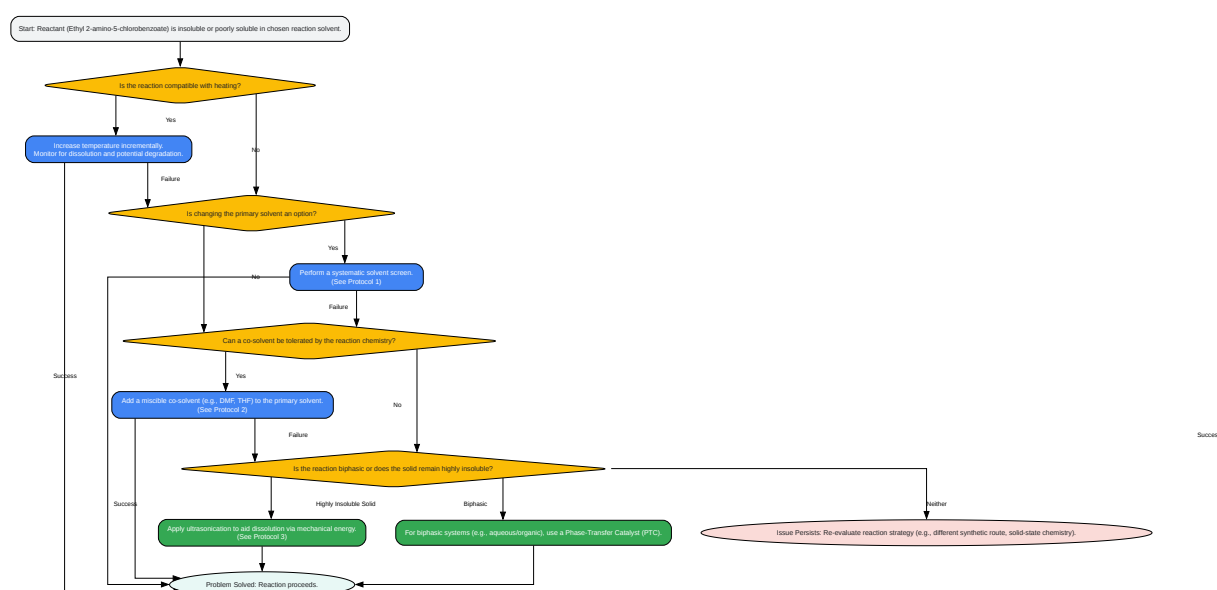 Start: Reactant (Ethyl 2-amino-5-chlorobenzoate) is insoluble or poorly soluble in chosen reaction solvent.
Is the reaction compatible with heating?
Yes
Increase temperature incrementally.
Monitor for dissolution and potential degradation.
No
Failure
Is changing the primary solvent an option?
Yes
Perform a systematic solvent screen.
(See Protocol 1)
No
Failure
Can a co-solvent be tolerated by the reaction chemistry?
Success
Yes
Add a miscible co-solvent (e.g., DMF, THF) to the primary solvent.
(See Protocol 2)
No
Failure
Succes
Is the reaction biphasic or does the solid remain highly insoluble?
Success
Highly Insoluble Solid
Biphasic
Neither
Apply ultrasonication to aid dissolution via mechanical energy.
(See Protocol 3)
For biphasic systems (e.g., aqueous/organic), use a Phase-Transfer Catalyst (PTC).
Issue Persists: Re-evaluate reaction strategy (e.g., different synthetic route, solid-state chemistry).
Problem Solved: Reaction proceeds.